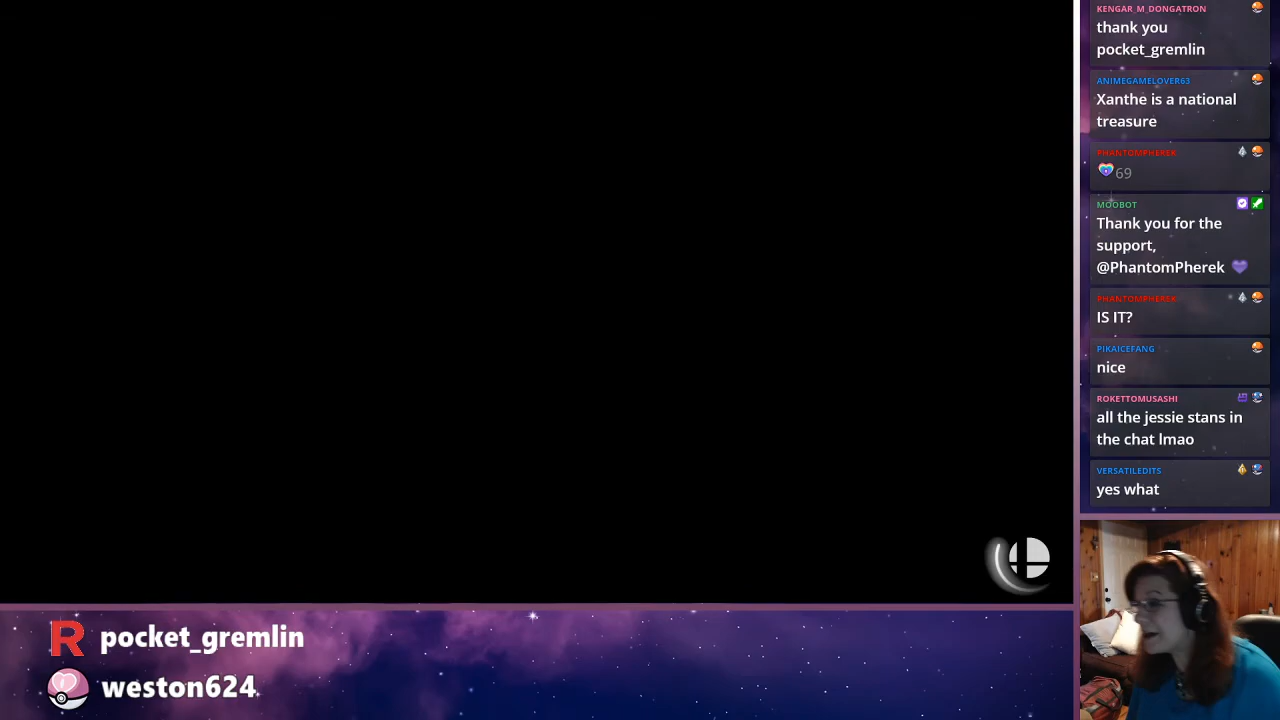 KENGAR_M_DONGATRON
thank you
pocket_gremlin
ANIMEGAMELOVER63
Xanthe is a national
treasure
PHANTOMPHEREK
69
MOOBOT
Thank you for the
support,
@PhantomPherek
PHANTOMPHEREK
IS IT?
PIKAICEFANG
nice
ROKETTOMUSASHI
all the jessie stans in
the chat lmao
VERSATILEDITS
yes what
R pocket_gremlin
weston624